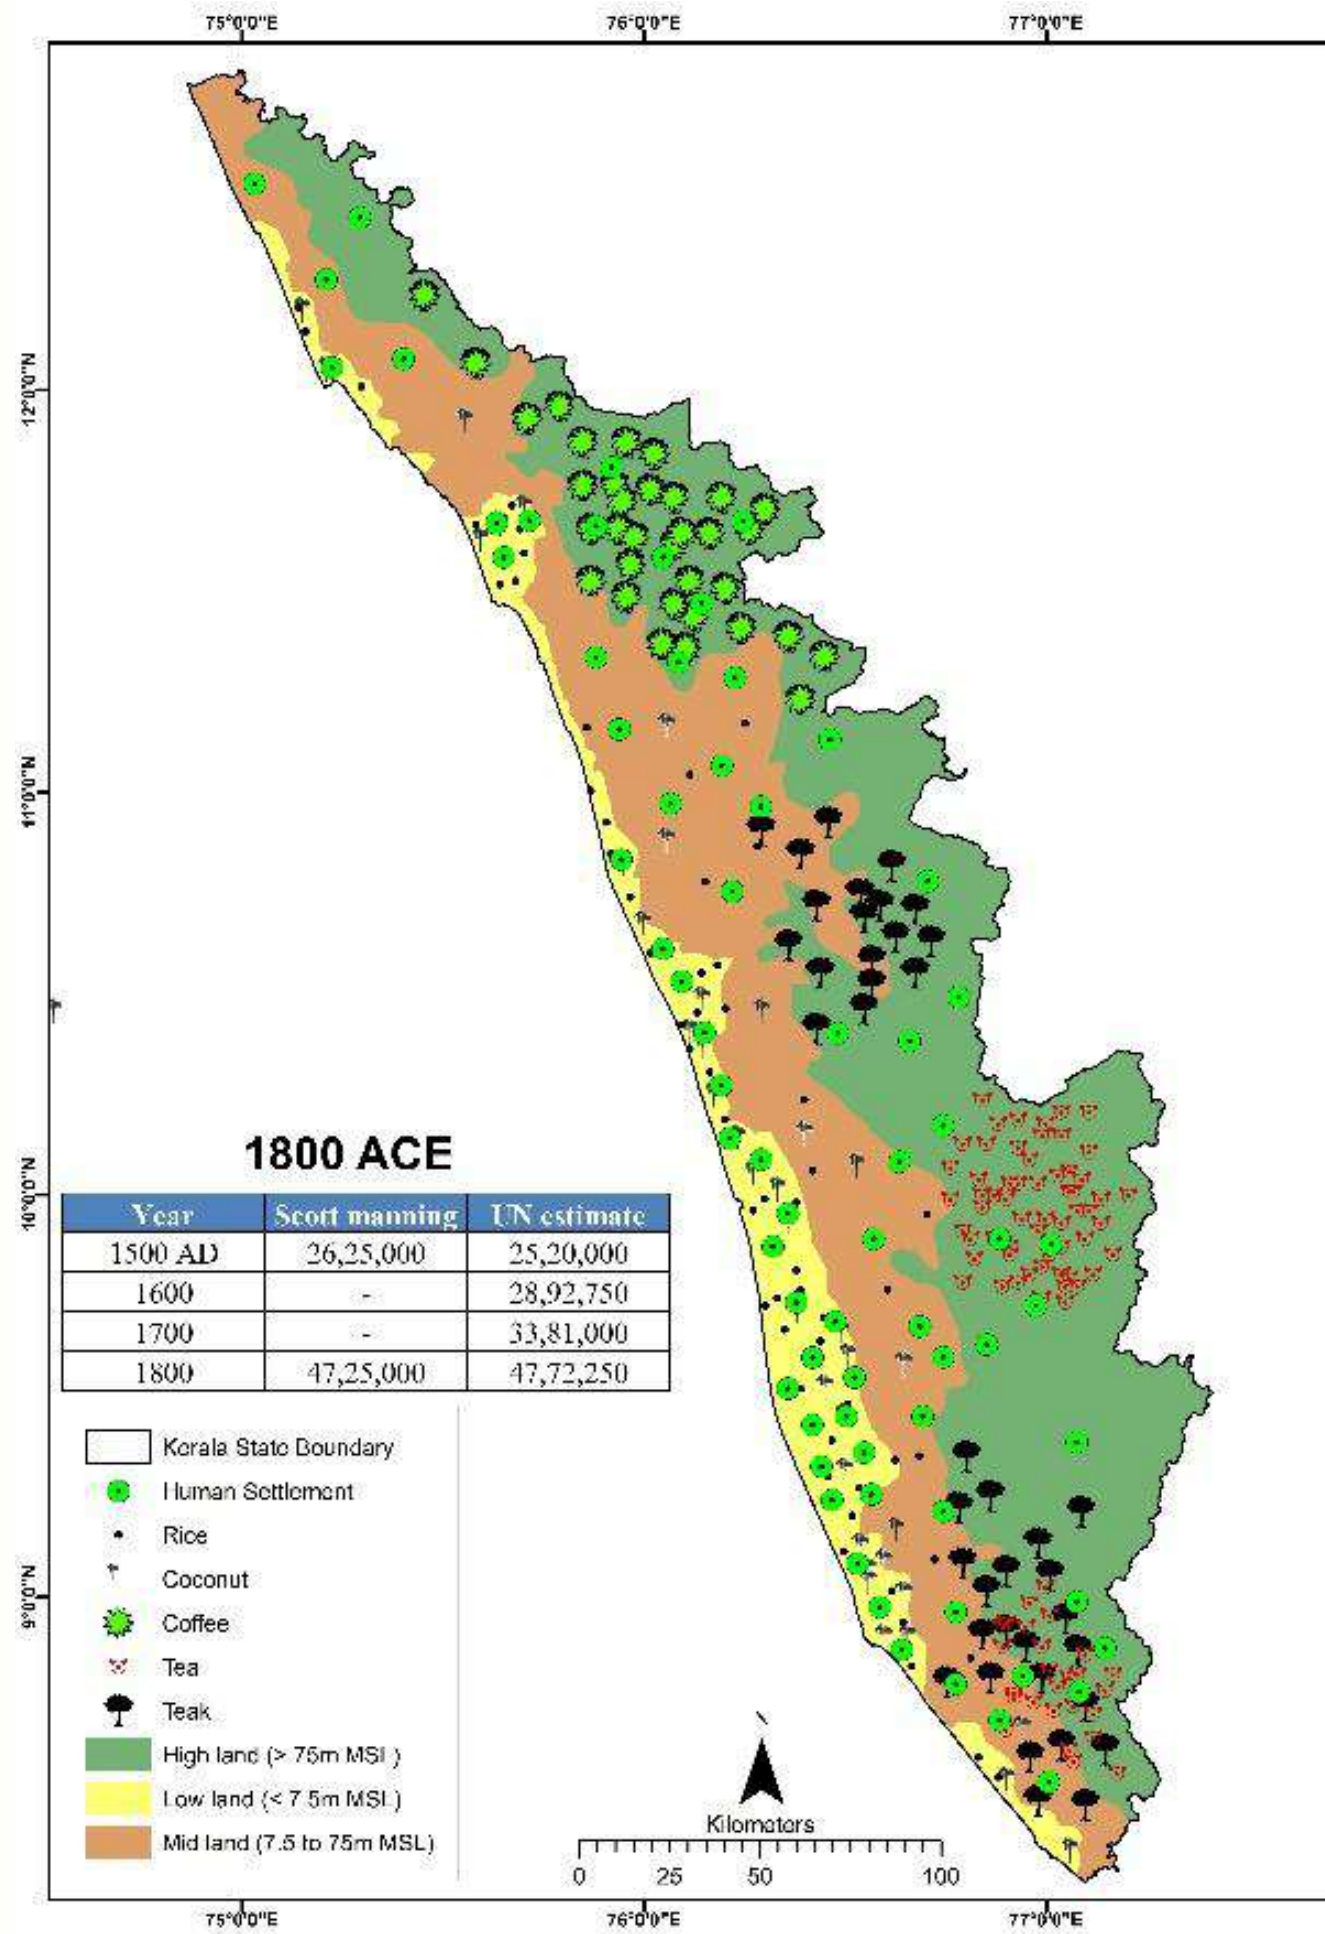 75°0'0"E 76°0'0"E 77°0'0"E
12°0'0"N
11°0'0"N
10°0'0"N
9°0'0"N
1800 ACE
Year Scott manning UN estimate
1500 AD 26,25,000 25,20,000
1600 - 28,92,750
1700 - 33,81,000
1800 47,25,000 47,72,250
Kerala State Boundary
Human Settlement
Rice
Coconut
Coffee
Tea
Teak
High land (> 75m MSL)
Low land (< 7.5m MSL)
Mid land (7.5 to 75m MSL)
Kilometers
0 25 50 100
75°0'0"E 76°0'0"E 77°0'0"E